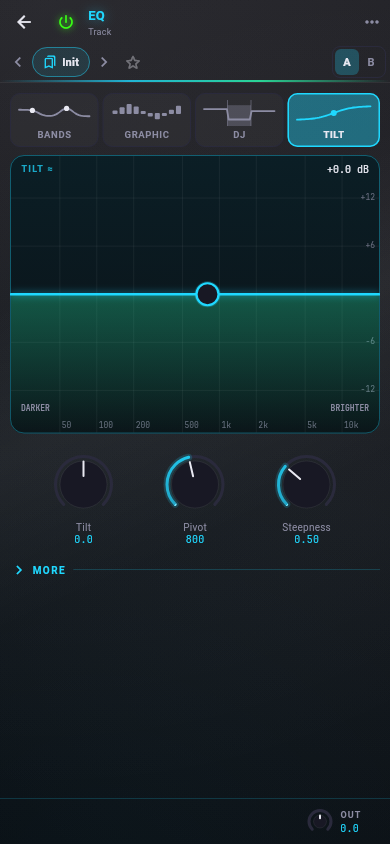 EQ
Track
Init
A B
BANDS GRAPHIC DJ TILT
TILT ≈ +0.0 dB
+12
+6
-6
-12
DARKER BRIGHTER
50 100 200 500 1k 2k 5k 10k
Tilt Pivot Steepness
0.0 800 0.50
MORE
OUT
0.0